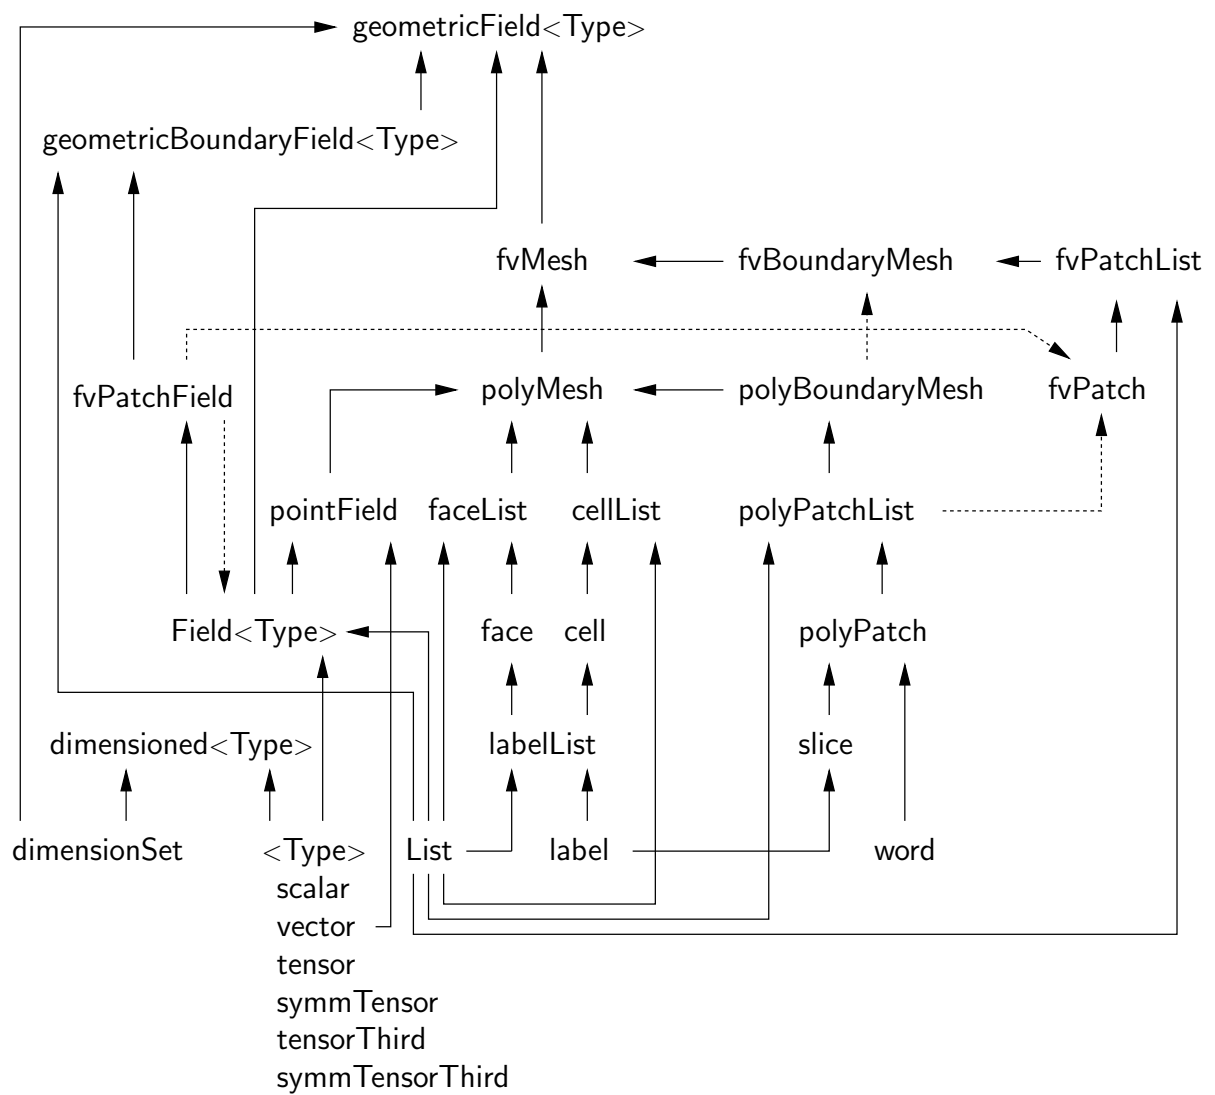 geometricField<Type>
geometricBoundaryField<Type>
fvMesh fvBoundaryMesh fvPatchList
fvPatchField polyMesh polyBoundaryMesh fvPatch
pointField faceList cellList polyPatchList
Field<Type> face cell polyPatch
dimensioned<Type> labelList slice
dimensionSet <Type> List label word
scalar
vector
tensor
symmTensor
tensorThird
symmTensorThird